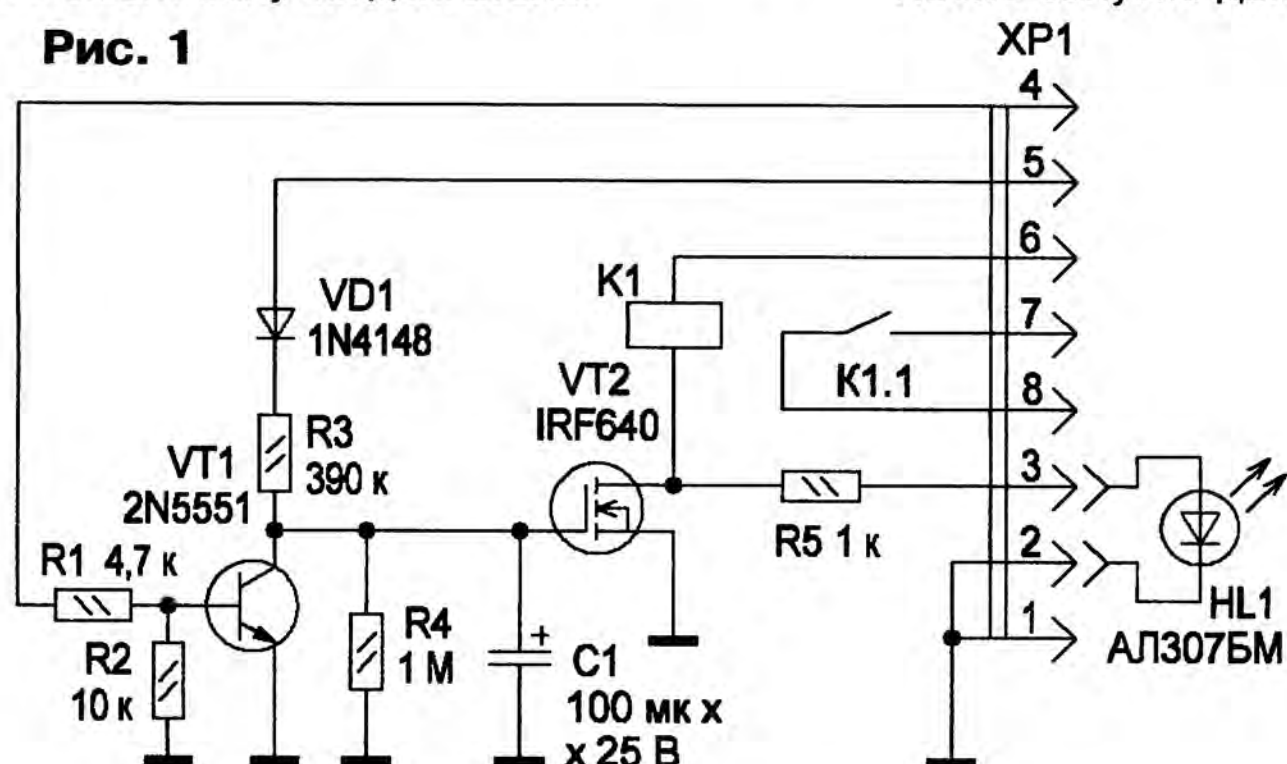 Рис. 1
XP1
4
5
6
7
8
3
2
1
K1
K1.1
VD1
1N4148
VT2
IRF640
R3
390 к
VT1
2N5551
R5 1 к
R1 4,7 к
R2
10 к
R4
1 М
+
C1
100 мк х
х 25 В
HL1
АЛ307БМ